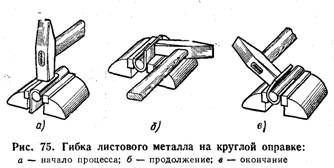 а) б) в)
Рис. 75. Гибка листового металла на круглой оправке:
а — начало процесса; б — продолжение; в — окончание